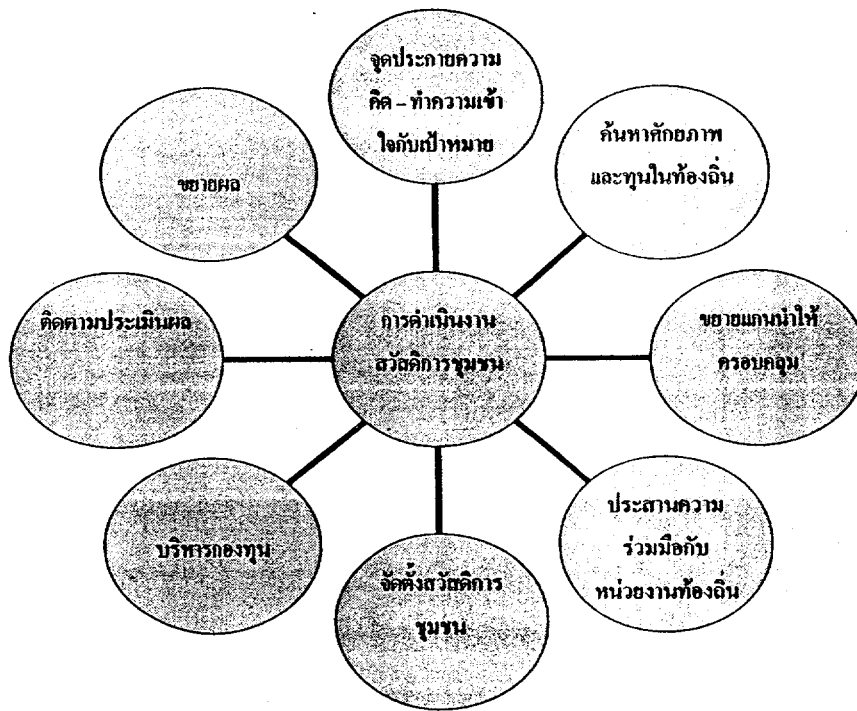 จุดประกายความ
คิด – ทำความเข้า
ใจกับเป้าหมาย
ค้นหาศักยภาพ
และทุนในท้องถิ่น
ขยายแกนนำให้
ครอบคลุม
ประสานความ
ร่วมมือกับ
หน่วยงานท้องถิ่น
จัดตั้งสวัสดิการ
ชุมชน
บริหารกองทุน
ติดตามประเมินผล
ขยายผล
การดำเนินงาน
สวัสดิการชุมชน